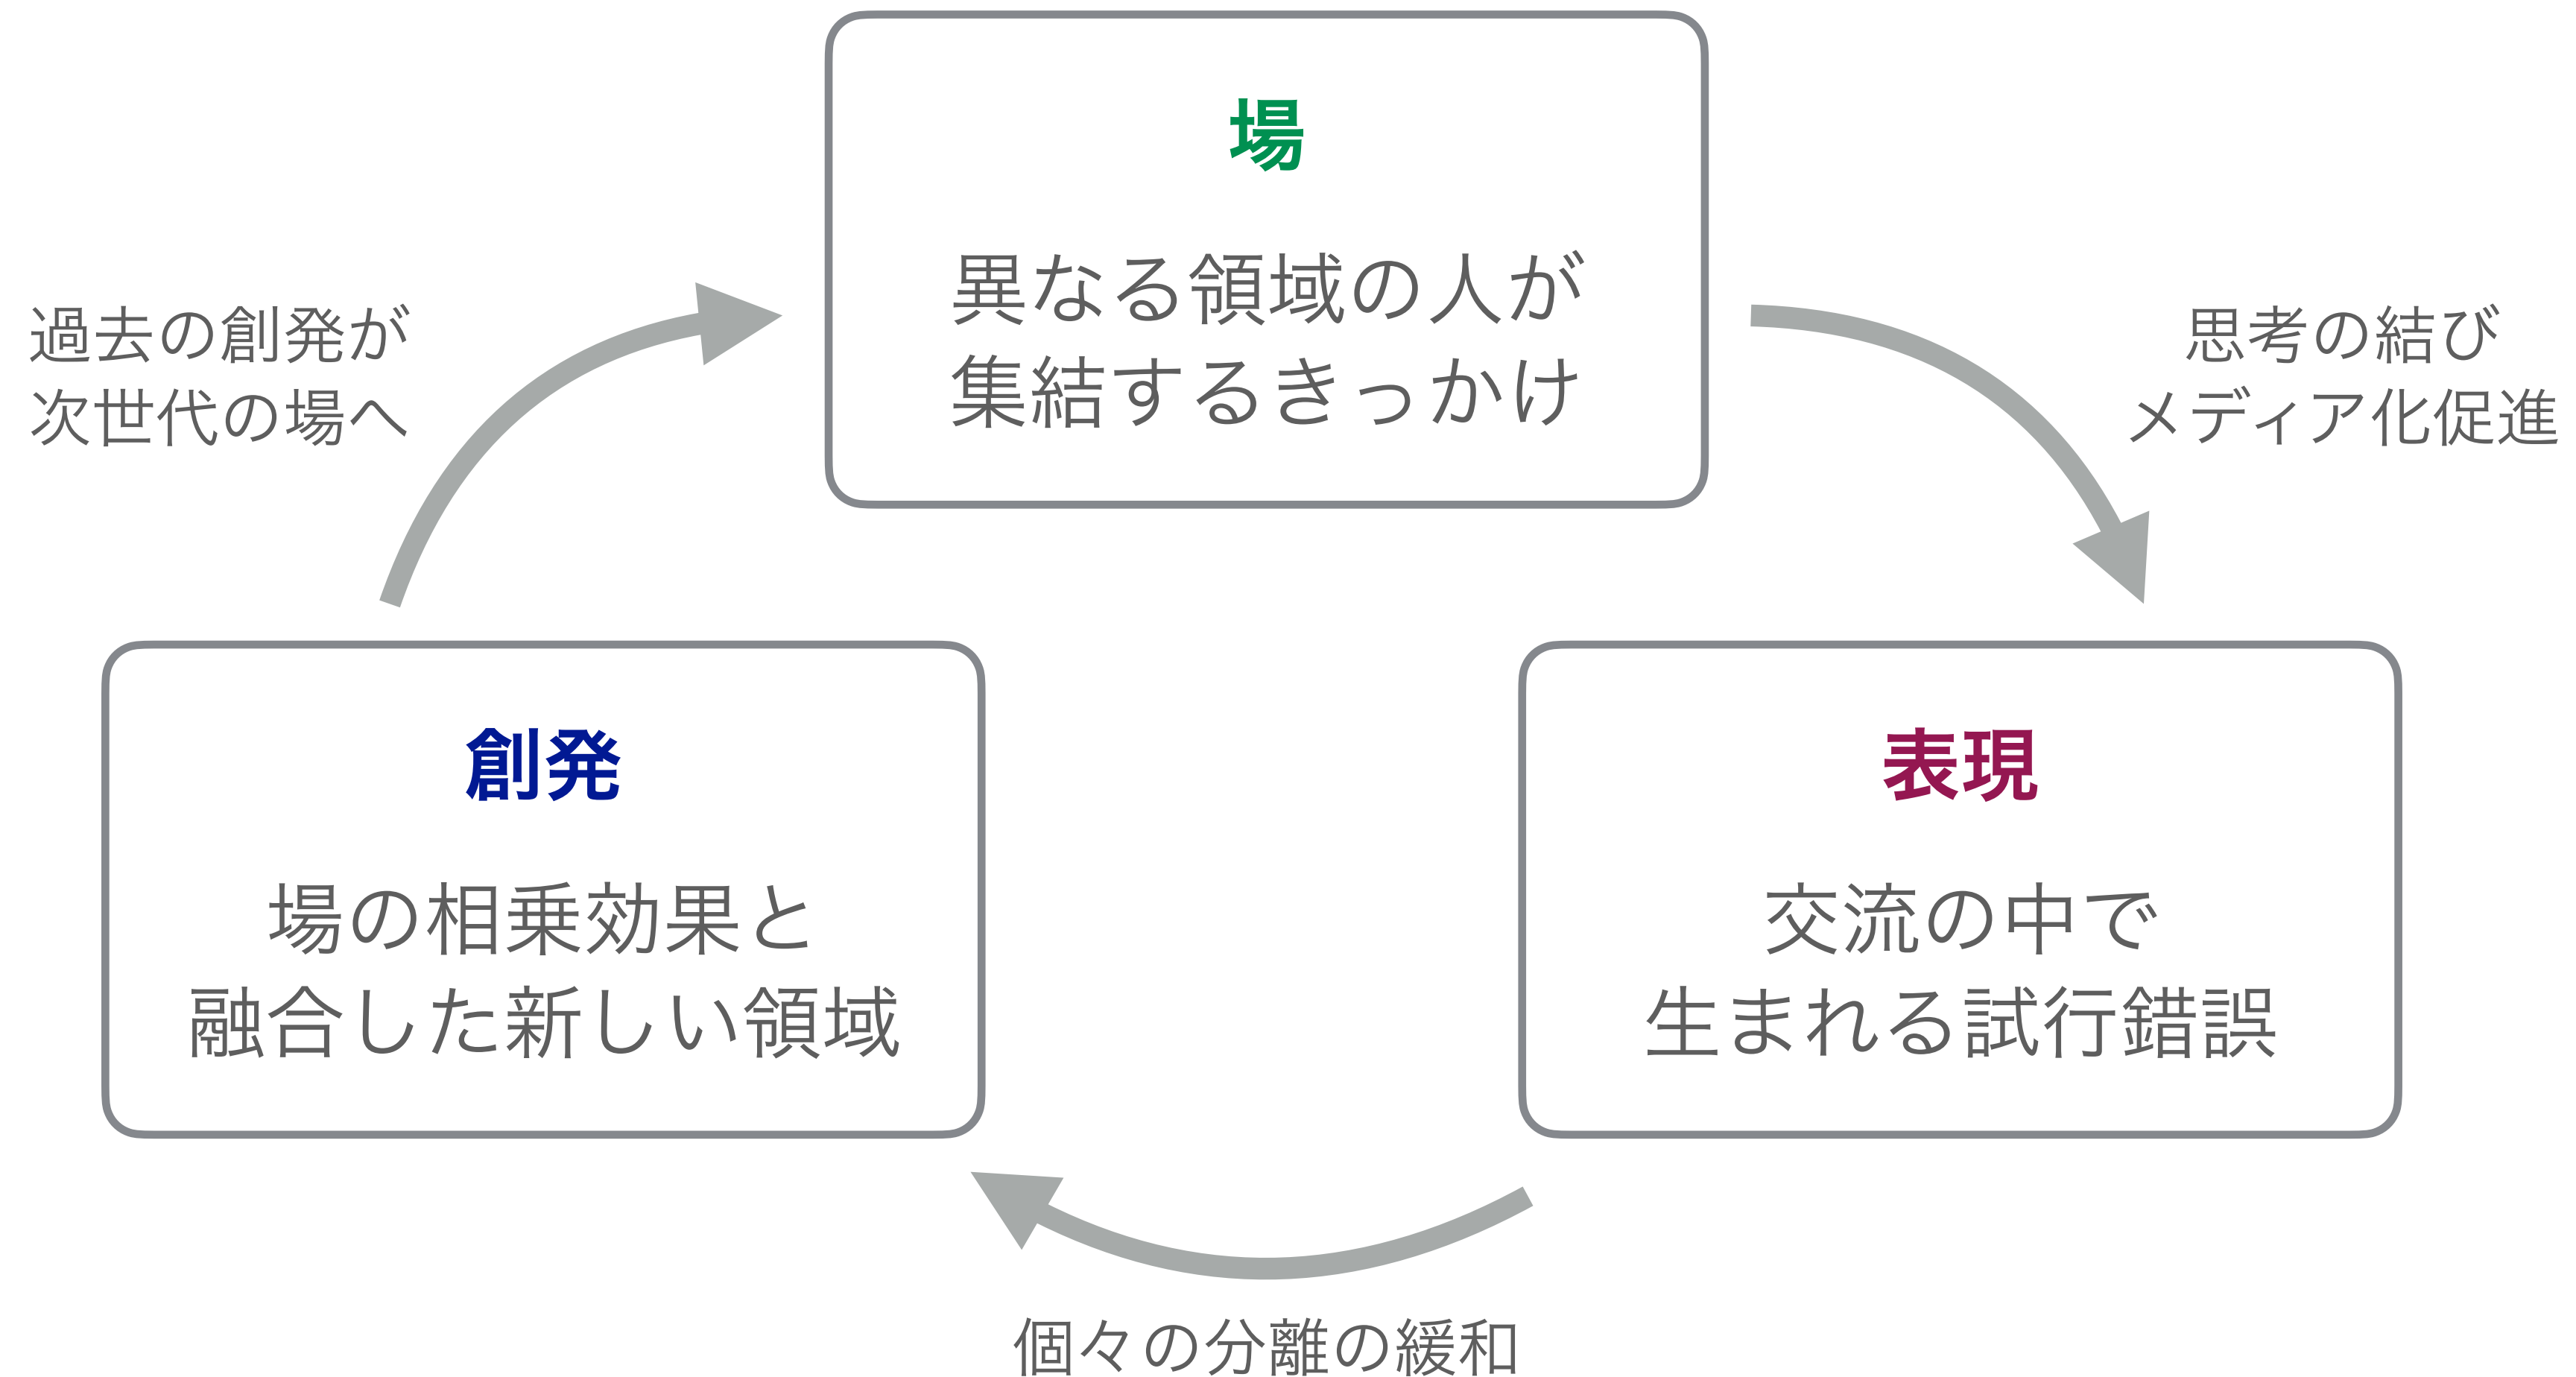 場
異なる領域の人が
集結するきっかけ
過去の創発が
次世代の場へ
思考の結び
メディア化促進
創発
場の相乗効果と
融合した新しい領域
表現
交流の中で
生まれる試行錯誤
個々の分離の緩和